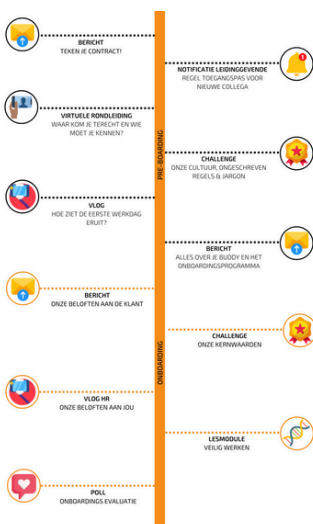 BERICHT
TEKEN JE CONTRACT!
NOTIFICATIE LEIDINGGEVENDE
REGEL TOEGANGSPAS VOOR
NIEUWE COLLEGA
VIRTUELE RONDLEIDING
WAAR KOM JE TERECHT EN WIE
MOET JE KENNEN?
PRE-BOARDING
CHALLENGE
ONZE CULTUUR, ONGESCHREVEN
REGELS & JARGON
VLOG
HOE ZIET DE EERSTE WERKDAG
ERUIT?
BERICHT
ALLES OVER JE BUDDY EN HET
ONBOARDINGSPROGRAMMA
BERICHT
ONZE BELOFTEN AAN DE KLANT
CHALLENGE
ONZE KERNWAARDEN
ONBOARDING
VLOG HR
ONZE BELOFTEN AAN JOU
LESMODULE
VEILIG WERKEN
POLL
ONBOARDINGS EVALUATIE